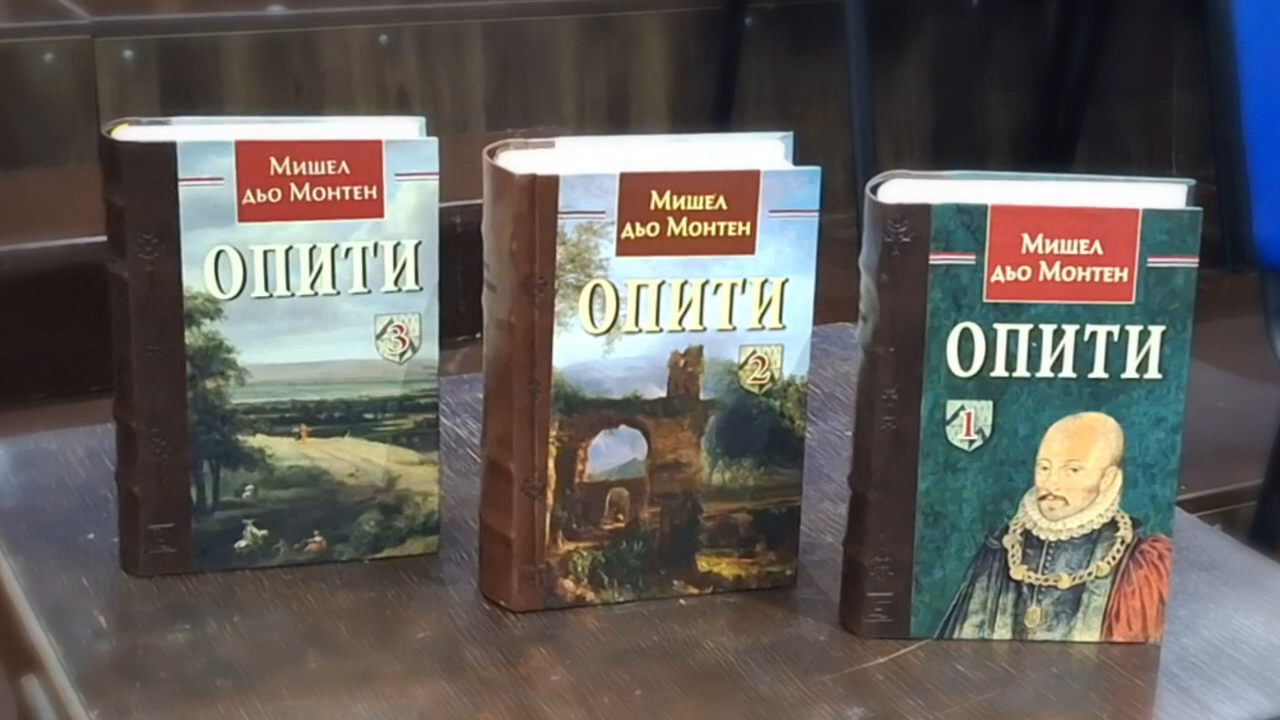 Мишел
дьо Монтен
ОПИТИ
3
Мишел
дьо Монтен
ОПИТИ
2
Мишел
дьо Монтен
ОПИТИ
1